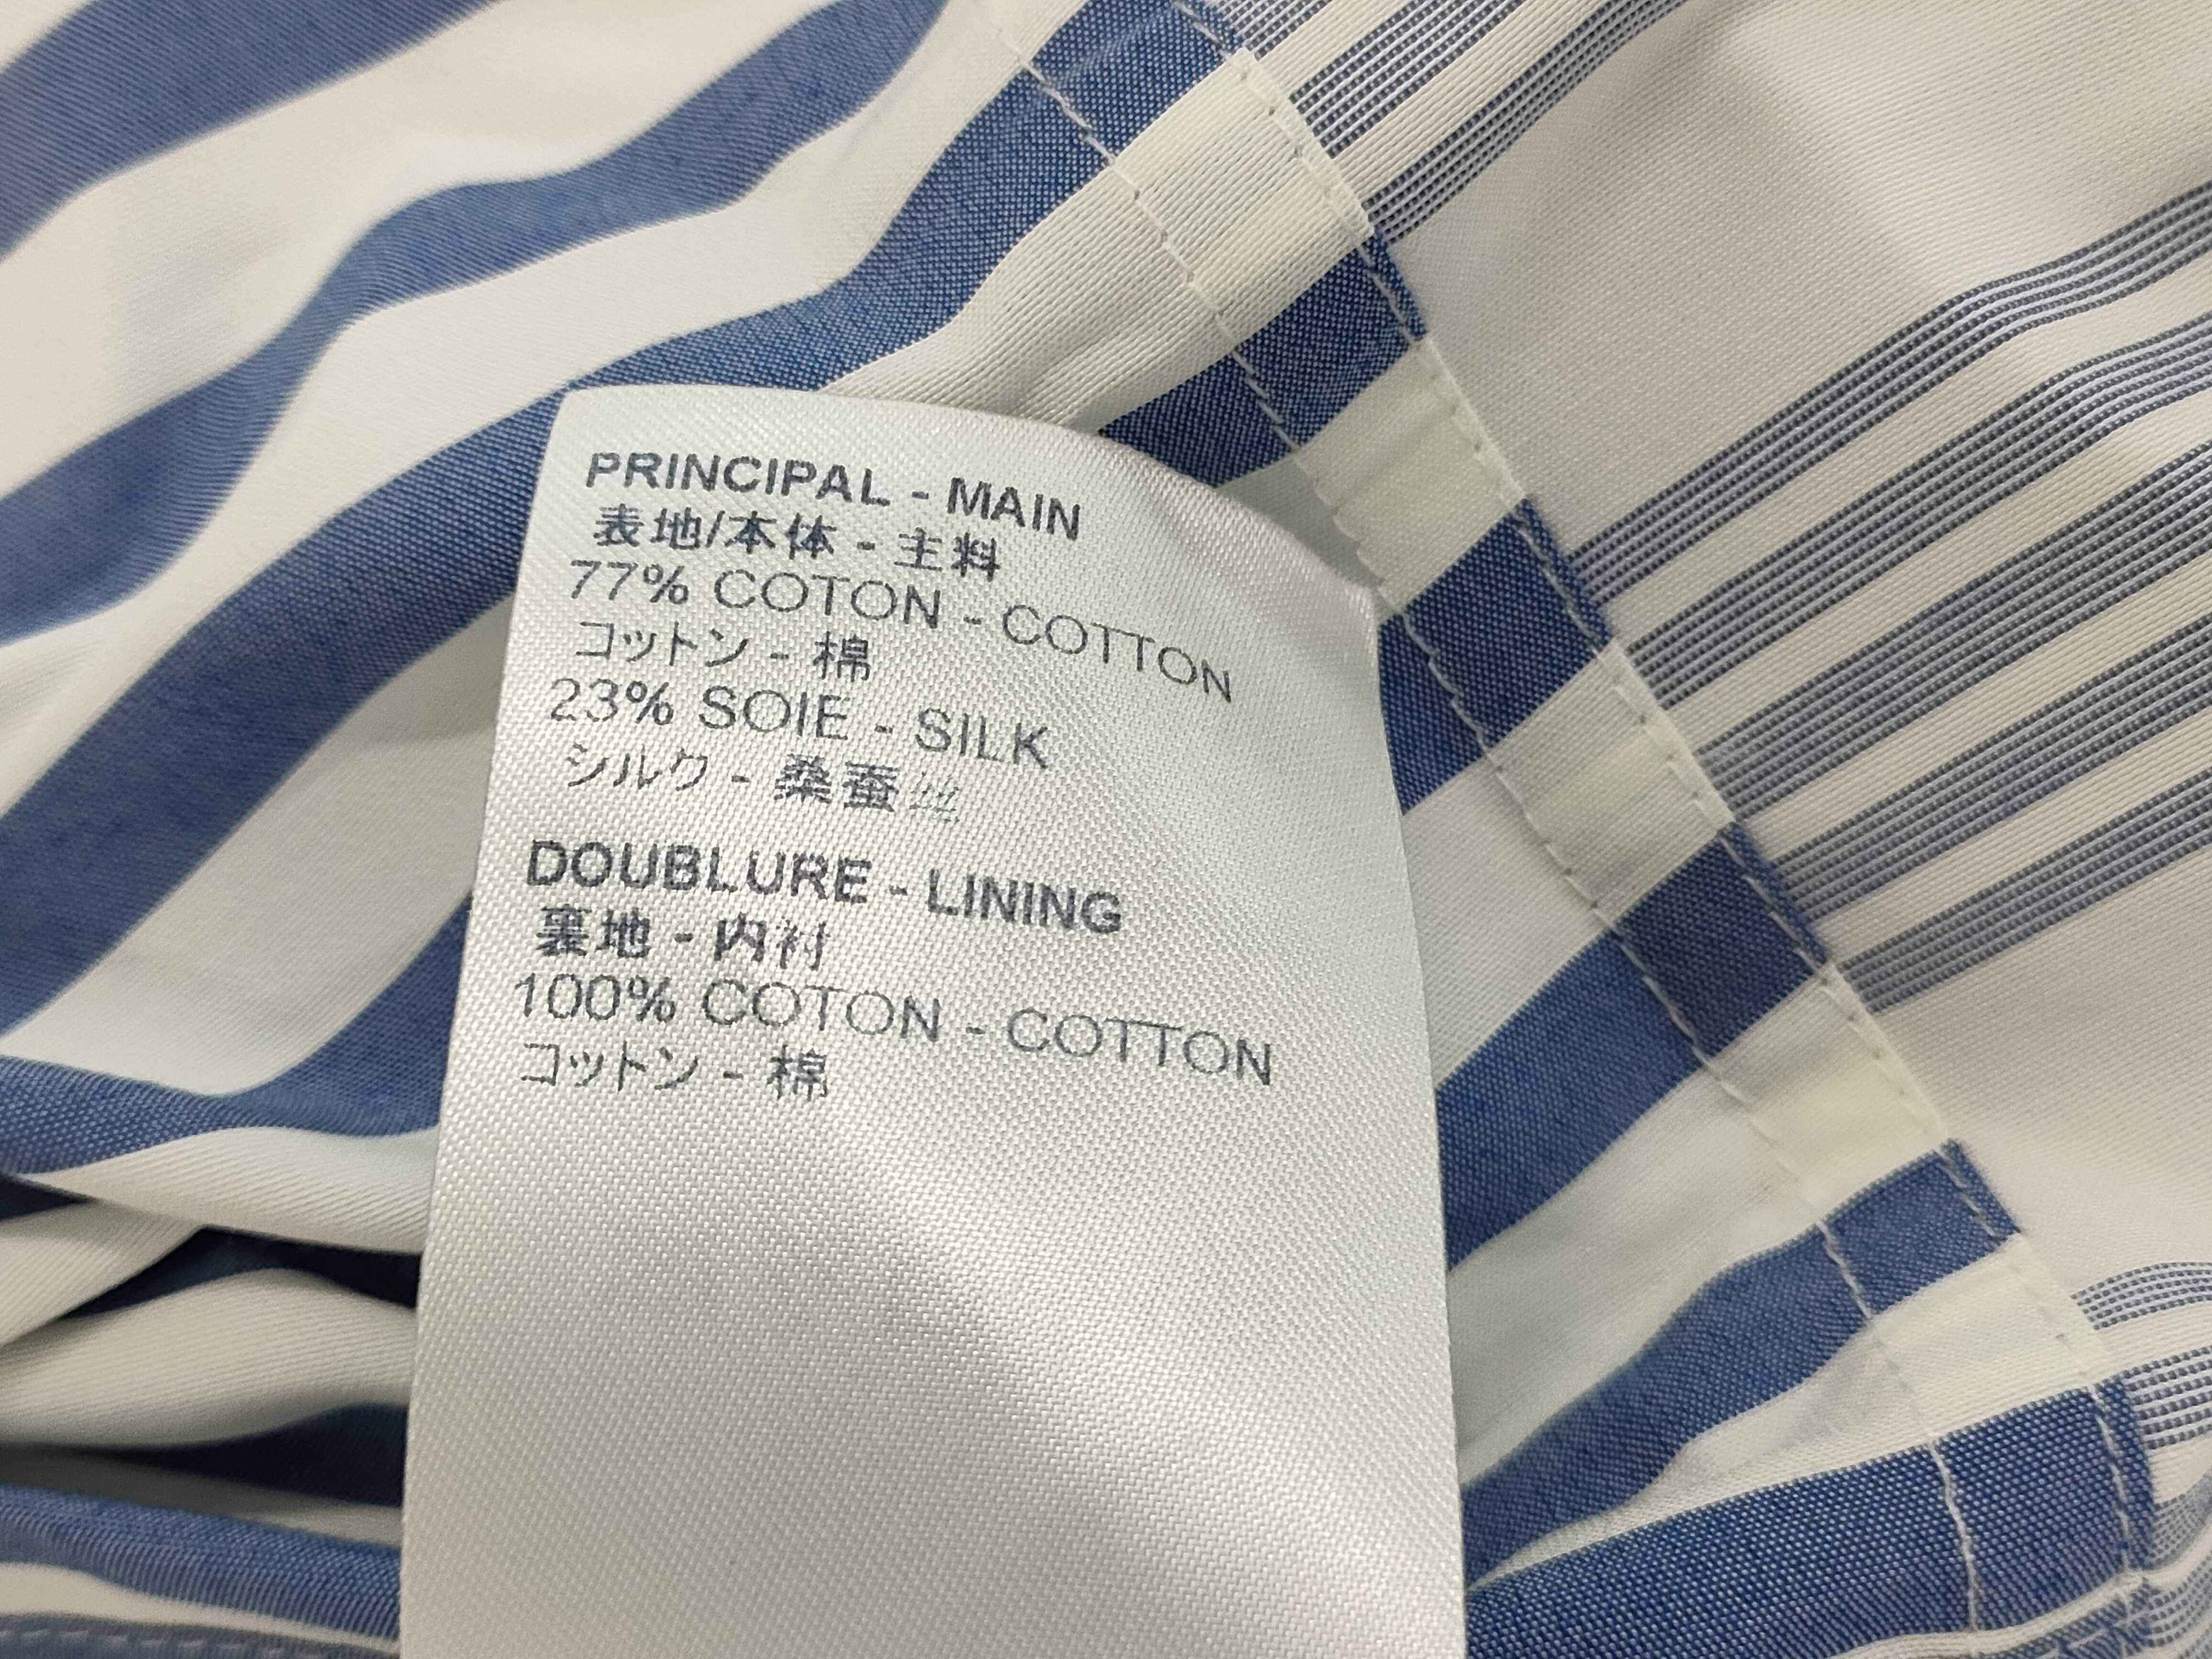 PRINCIPAL - MAIN
表地/本体 - 主料
77% COTON - COTTON
コットン - 棉
23% SOIE - SILK
シルク - 桑蚕丝
DOUBLURE - LINING
裏地 - 内衬
100% COTON - COTTON
コットン - 棉